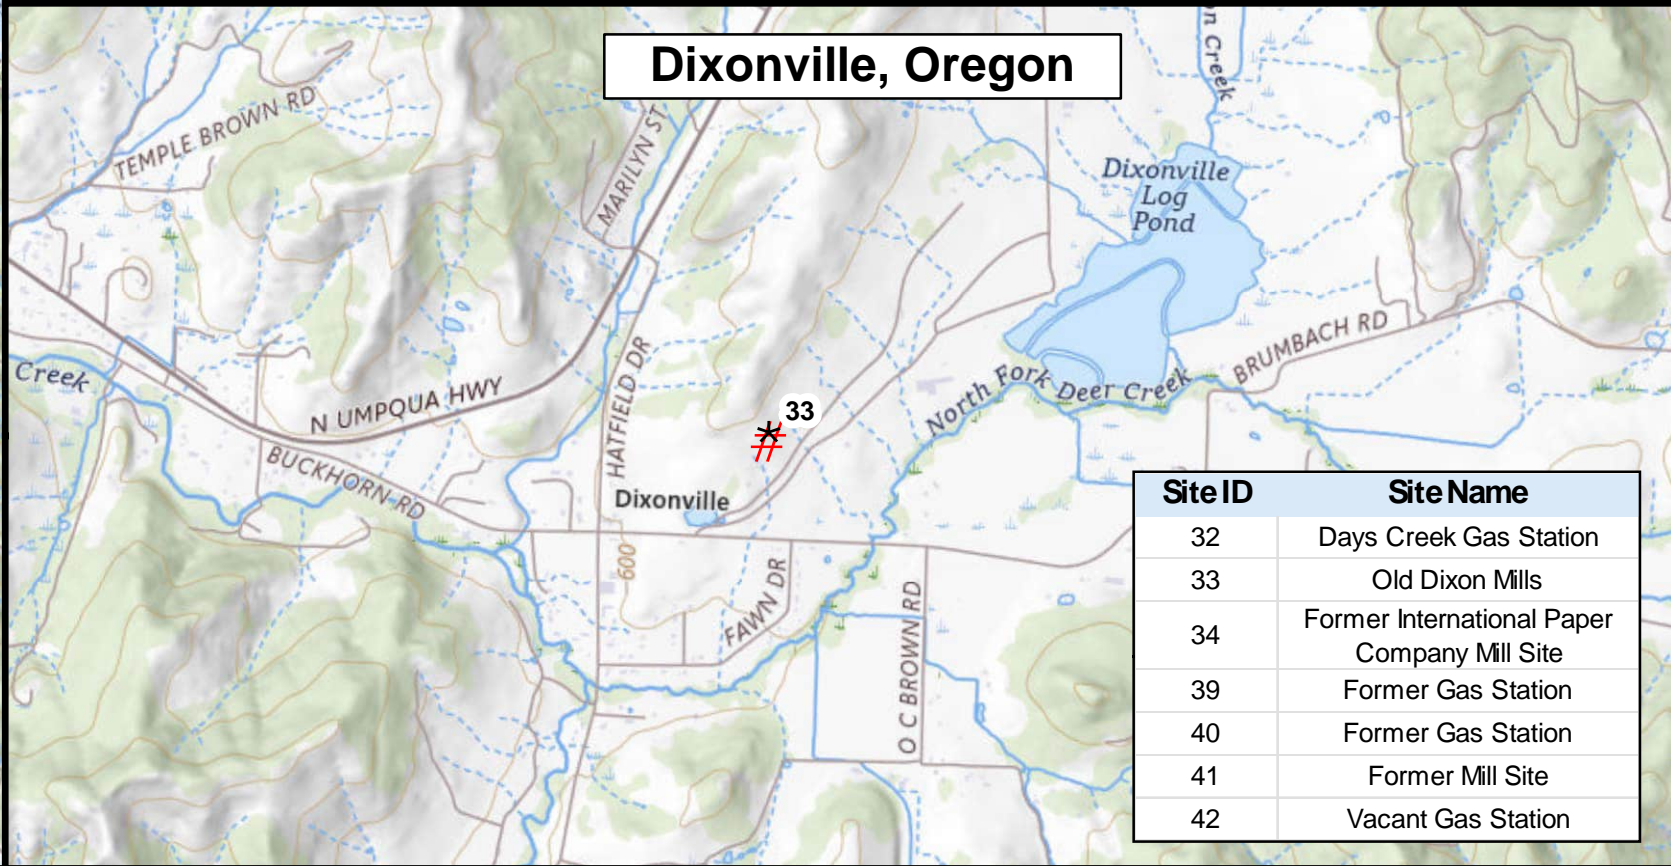 Dixonville, Oregon
on Creek
TEMPLE BROWN RD
MARILYN ST
Dixonville
Log
Pond
Creek
N UMPQUA HWY
HATFIELD DR
BRUMBACH RD
North Fork Deer Creek
33
BUCKHORN RD
Dixonville
600
FAWN DR
O C BROWN RD
Site ID Site Name
32 Days Creek Gas Station
33 Old Dixon Mills
34 Former International Paper
Company Mill Site
39 Former Gas Station
40 Former Gas Station
41 Former Mill Site
42 Vacant Gas Station